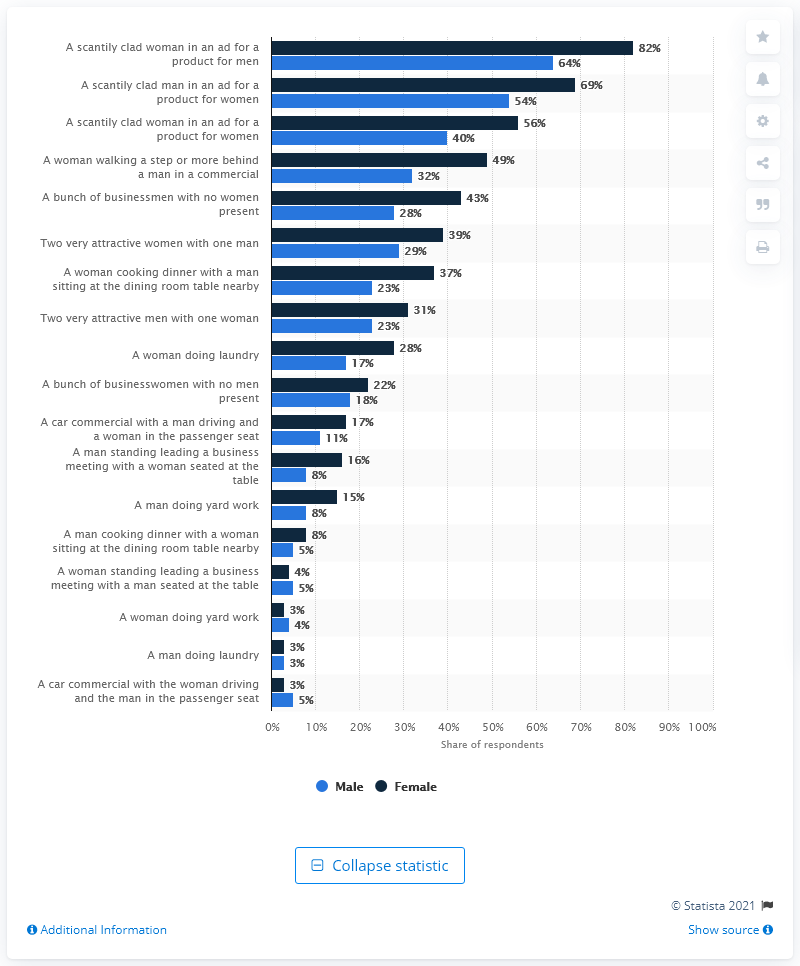 A scantily clad woman in an ad for a
product for men
82%
64%
A scantily clad man in an ad for a
product for women
69%
54%
A scantily clad woman in an ad for a
product for women
56%
40%
A woman walking a step or more behind
a man in a commercial
49%
32%
A bunch of businessmen with no women
present
43%
28%
Two very attractive women with one man
39%
29%
A woman cooking dinner with a man
sitting at the dining room table nearby
37%
23%
Two very attractive men with one woman
31%
23%
A woman doing laundry
28%
17%
A bunch of businesswomen with no men
present
22%
18%
A car commercial with a man driving and
a woman in the passenger seat
17%
11%
A man standing leading a business
meeting with a woman seated at the
table
16%
8%
A man doing yard work
15%
8%
A man cooking dinner with a woman
sitting at the dining room table nearby
8%
5%
A woman standing leading a business
meeting with a man seated at the table
4%
5%
A woman doing yard work
3%
4%
A man doing laundry
3%
3%
A car commercial with the woman driving
and the man in the passenger seat
3%
5%
0% 10% 20% 30% 40% 50% 60% 70% 80% 90% 100%
Share of respondents
Male Female
Collapse statistic
© Statista 2021
Additional Information Show source